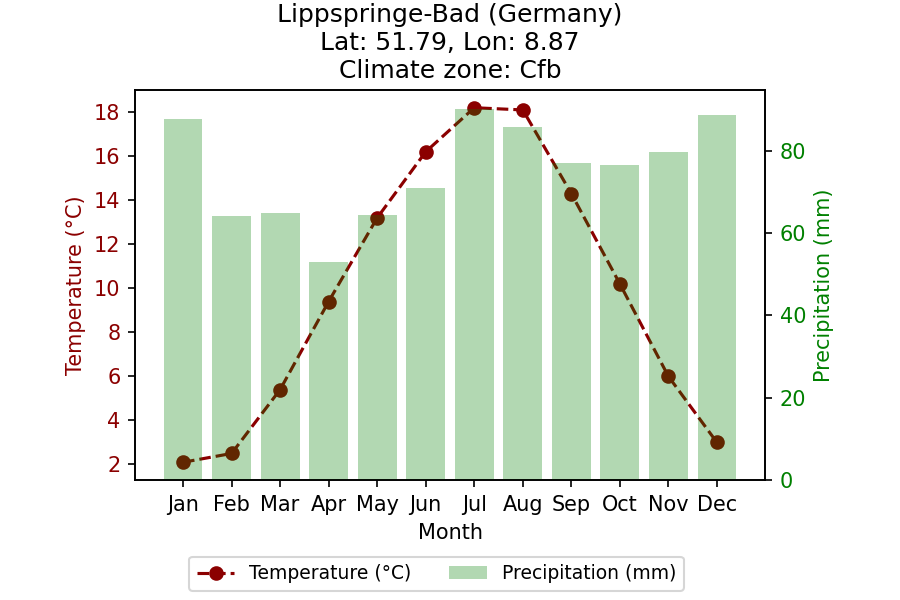 Lippspringe-Bad (Germany)
Lat: 51.79, Lon: 8.87
Climate zone: Cfb
18
16
14
12
10
8
6
4
2
Temperature (°C)
80
60
40
20
0
Precipitation (mm)
Jan Feb Mar Apr May Jun Jul Aug Sep Oct Nov Dec
Month
Temperature (°C) Precipitation (mm)